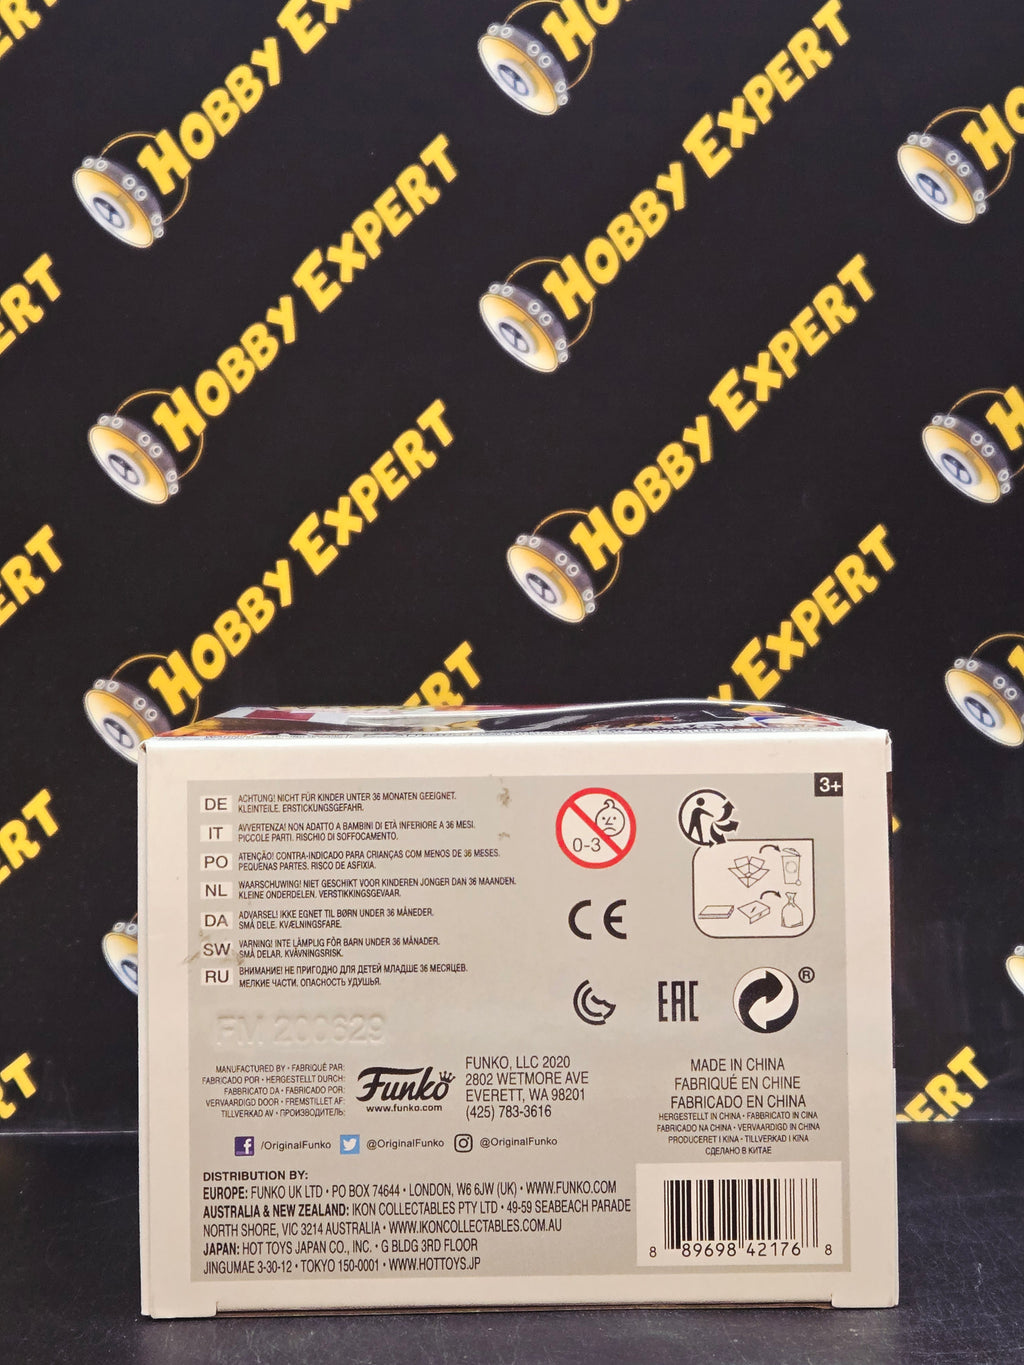 HOBBY EXPERT
HOBBY EXPERT
HOBBY EXPERT
HOBBY EXPERT
HOBBY EXPERT
HOBBY EXPERT
3+
DE ACHTUNG! NICHT FÜR KINDER UNTER 36 MONATEN GEEIGNET.
KLEINTEILE. ERSTICKUNGSGEFAHR.
IT AVVERTENZA! NON ADATTO A BAMBINI DI ETÀ INFERIORE A 36 MESI.
PICCOLE PARTI. RISCHIO DI SOFFOCAMENTO.
PO ATENÇÃO! CONTRA-INDICADO PARA CRIANÇAS COM MENOS DE 36 MESES.
PEQUENAS PARTES. RISCO DE ASFIXIA.
NL WAARSCHUWING! NIET GESCHIKT VOOR KINDEREN JONGER DAN 36 MAANDEN.
KLEINE ONDERDELEN. VERSTIKKINGSGEVAAR.
DA ADVARSEL! IKKE EGNET TIL BØRN UNDER 36 MÅNEDER.
SMÅ DELE. KVÆLNINGSFARE.
SW VARNING! INTE LÄMPLIG FÖR BARN UNDER 36 MÅNADER.
SMÅ DELAR. KVÄVNINGSRISK.
RU ВНИМАНИЕ! НЕ ПРИГОДНО ДЛЯ ДЕТЕЙ МЛАДШЕ 36 МЕСЯЦЕВ.
МЕЛКИЕ ЧАСТИ. ОПАСНОСТЬ УДУШЬЯ.
0-3
CE
EAC
®
FM 200629
MANUFACTURED BY • FABRIQUÉ PAR:
FABRICADO POR • HERGESTELLT DURCH:
FABBRICATO DA • FABRICADO POR:
VERVAARDIGD DOOR • FREMSTILLET AF:
TILLVERKAD AV • ПРОИЗВОДИТЕЛЬ:
Funko
www.funko.com
FUNKO, LLC 2020
2802 WETMORE AVE
EVERETT, WA 98201
(425) 783-3616
/OriginalFunko @OriginalFunko @OriginalFunko
MADE IN CHINA
FABRIQUÉ EN CHINE
FABRICADO EN CHINA
HERGESTELLT IN CHINA • FABBRICATO IN CINA
FABRICADO NA CHINA • VERVAARDIGD IN CHINA
PRODUCERET I KINA • TILLVERKAD I KINA
СДЕЛАНО В КИТАЕ
DISTRIBUTION BY:
EUROPE: FUNKO UK LTD • PO BOX 74644 • LONDON, W6 6JW (UK) • WWW.FUNKO.COM
AUSTRALIA & NEW ZEALAND: IKON COLLECTABLES PTY LTD • 49-59 SEABEACH PARADE
NORTH SHORE, VIC 3214 AUSTRALIA • WWW.IKONCOLLECTABLES.COM.AU
JAPAN: HOT TOYS JAPAN CO., INC. • G BLDG 3RD FLOOR
JINGUMAE 3-30-12 • TOKYO 150-0001 • WWW.HOTTOYS.JP
8 89698 42176 8